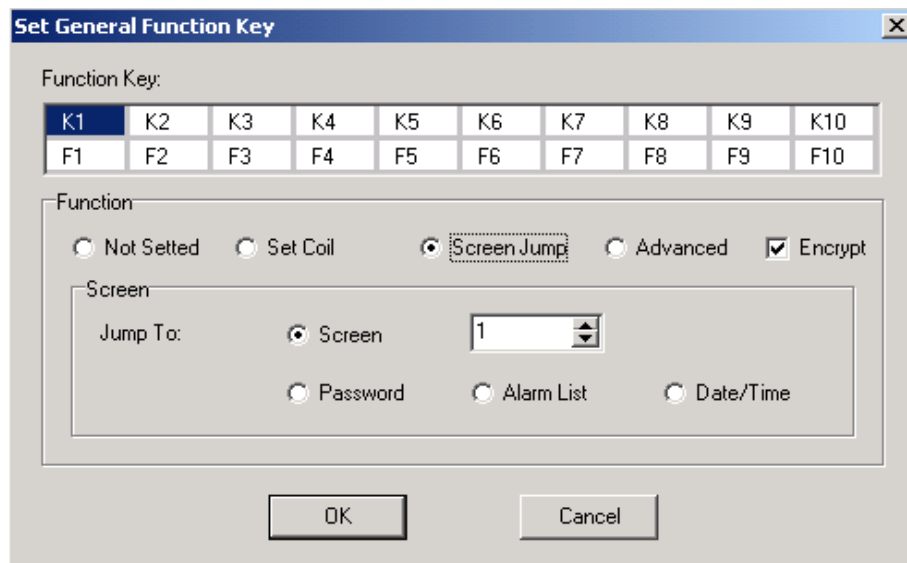 Set General Function Key
Function Key:
K1 K2 K3 K4 K5 K6 K7 K8 K9 K10
F1 F2 F3 F4 F5 F6 F7 F8 F9 F10
Function
Not Setted Set Coil Screen Jump Advanced Encrypt
Screen
Jump To: Screen 1
Password Alarm List Date/Time
OK Cancel